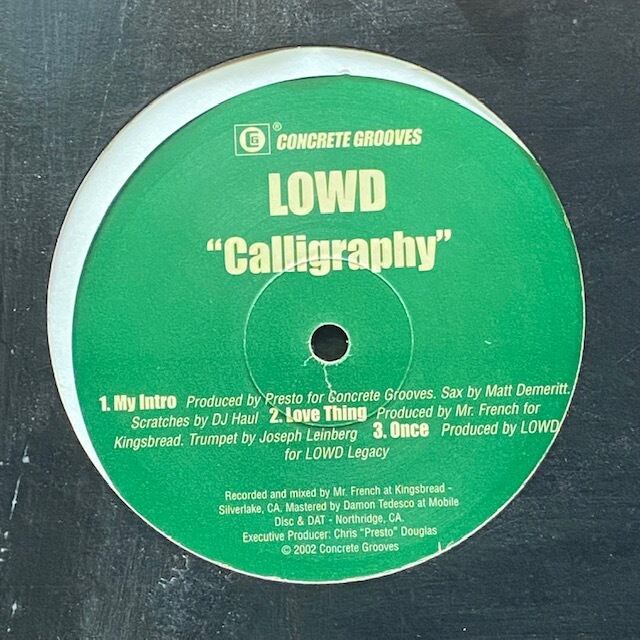 CG® CONCRETE GROOVES
LOWD
“Calligraphy”
1. My Intro Produced by Presto for Concrete Grooves. Sax by Matt Demeritt.
Scratches by DJ Haul 2. Love Thing Produced by Mr. French for
Kingsbread. Trumpet by Joseph Leinberg 3. Once Produced by LOWD
for LOWD Legacy
Recorded and mixed by Mr. French at Kingsbread -
Silverlake, CA. Mastered by Damon Tedesco at Mobile
Disc & DAT - Northridge, CA.
Executive Producer: Chris "Presto" Douglas
© 2002 Concrete Grooves